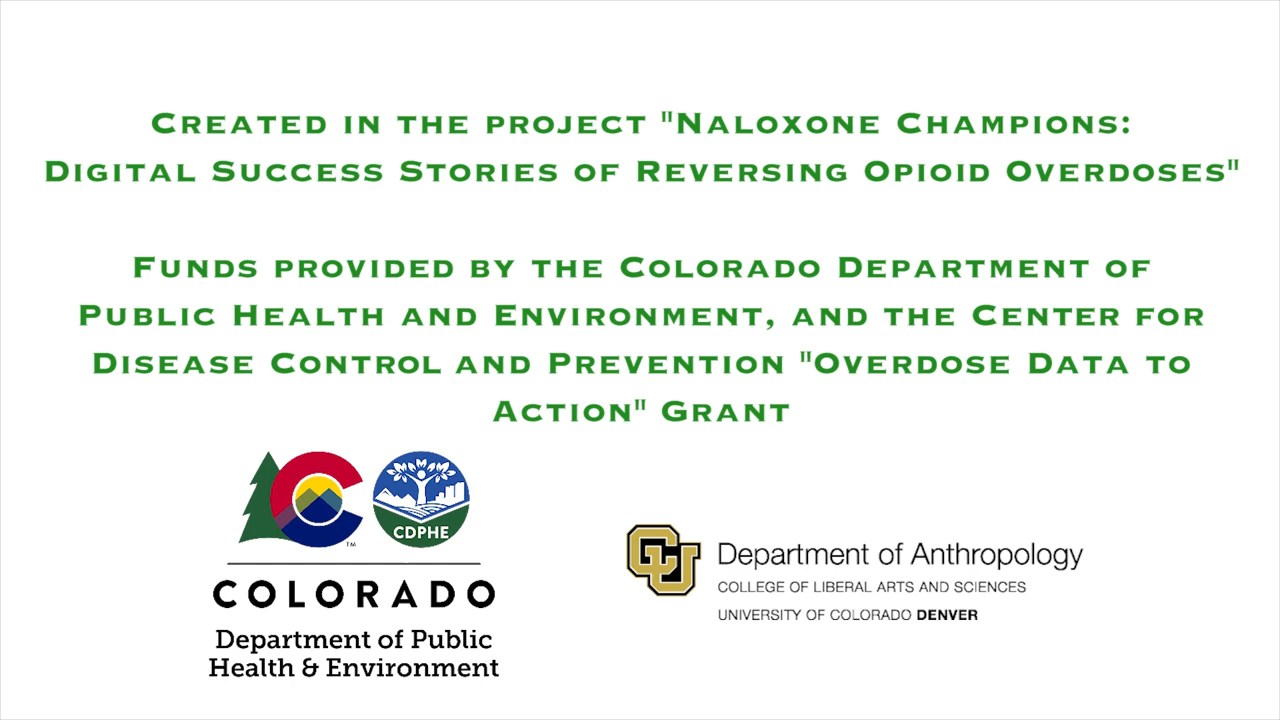 Created in the project "Naloxone Champions:
Digital Success Stories of Reversing Opioid Overdoses"
Funds provided by the Colorado Department of
Public Health and Environment, and the Center for
Disease Control and Prevention "Overdose Data to
Action" Grant
CDPHE
TM
COLORADO
Department of Public
Health & Environment
CU
Department of Anthropology
COLLEGE OF LIBERAL ARTS AND SCIENCES
UNIVERSITY OF COLORADO DENVER